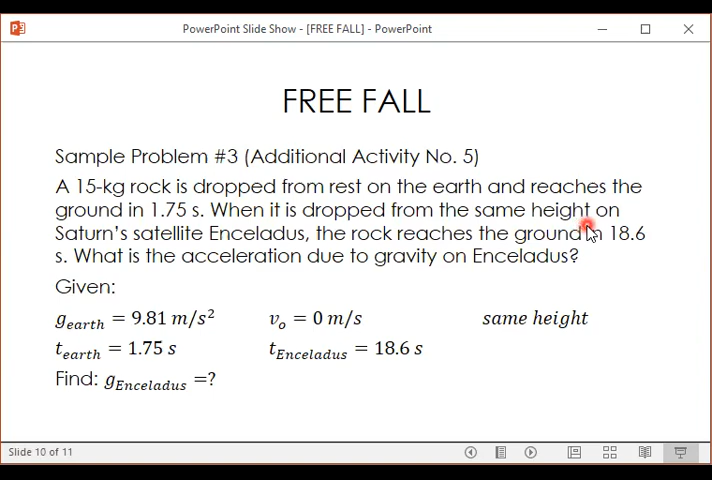 PowerPoint Slide Show - [FREE FALL] - PowerPoint
FREE FALL
Sample Problem #3 (Additional Activity No. 5)
A 15-kg rock is dropped from rest on the earth and reaches the
ground in 1.75 s. When it is dropped from the same height on
Saturn's satellite Enceladus, the rock reaches the ground in 18.6
s. What is the acceleration due to gravity on Enceladus?
Given:
g_earth = 9.81 m/s² v_o = 0 m/s same height
t_earth = 1.75 s t_Enceladus = 18.6 s
Find: g_Enceladus =?
Slide 10 of 11